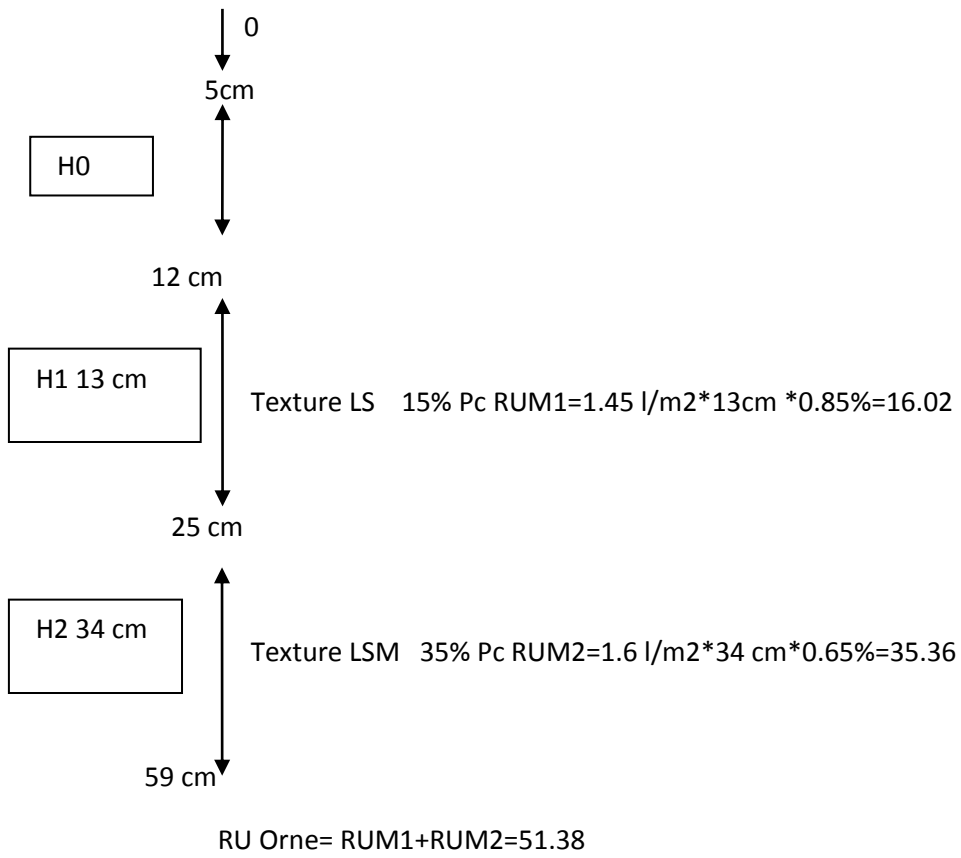 0
5cm
H0
12 cm
H1 13 cm
Texture LS 15% Pc RUM1=1.45 l/m2*13cm *0.85%=16.02
25 cm
H2 34 cm
Texture LSM 35% Pc RUM2=1.6 l/m2*34 cm*0.65%=35.36
59 cm
RU Orne= RUM1+RUM2=51.38